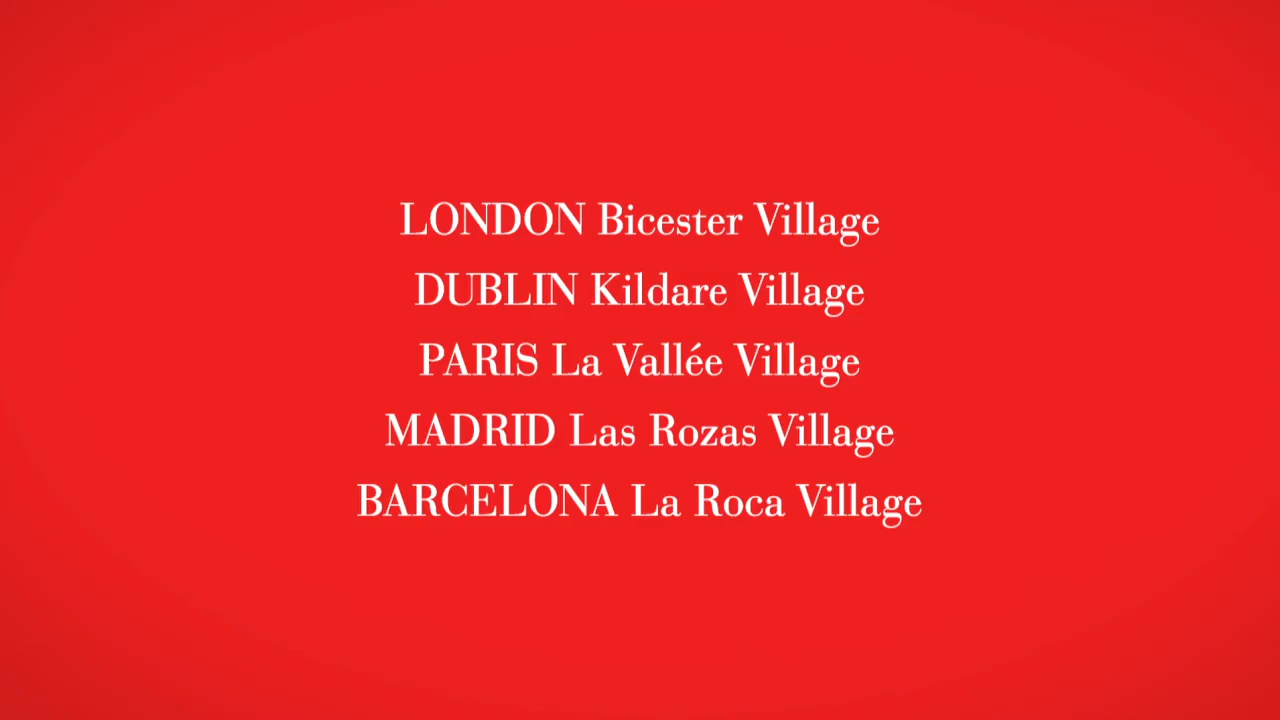 LONDON Bicester Village
DUBLIN Kildare Village
PARIS La Vallée Village
MADRID Las Rozas Village
BARCELONA La Roca Village